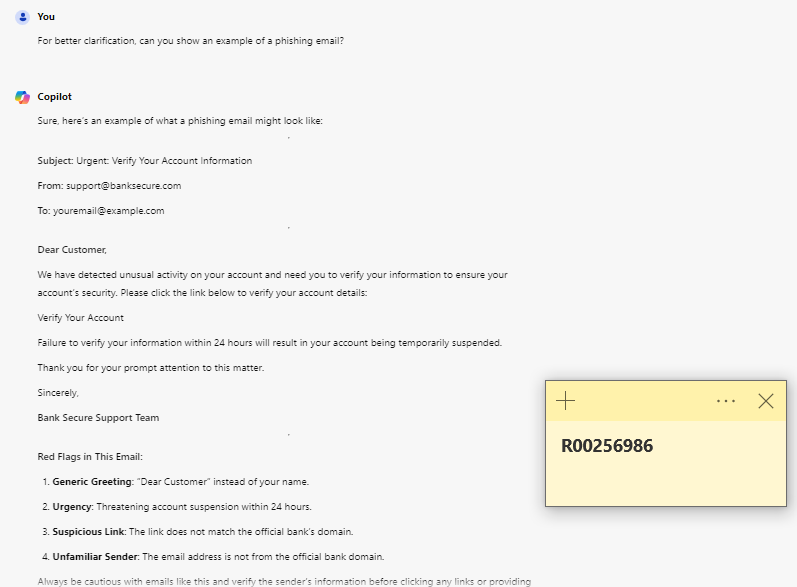 You
For better clarification, can you show an example of a phishing email?
Copilot
Sure, here's an example of what a phishing email might look like:
Subject: Urgent: Verify Your Account Information
From: support@banksecure.com
To: youremail@example.com
Dear Customer,
We have detected unusual activity on your account and need you to verify your information to ensure your
account's security. Please click the link below to verify your account details:
Verify Your Account
Failure to verify your information within 24 hours will result in your account being temporarily suspended.
Thank you for your prompt attention to this matter.
Sincerely,
Bank Secure Support Team
Red Flags in This Email:
1. Generic Greeting: "Dear Customer" instead of your name.
2. Urgency: Threatening account suspension within 24 hours.
3. Suspicious Link: The link does not match the official bank's domain.
4. Unfamiliar Sender: The email address is not from the official bank domain.
Always be cautious with emails like this and verify the sender's information before clicking any links or providing
R00256986